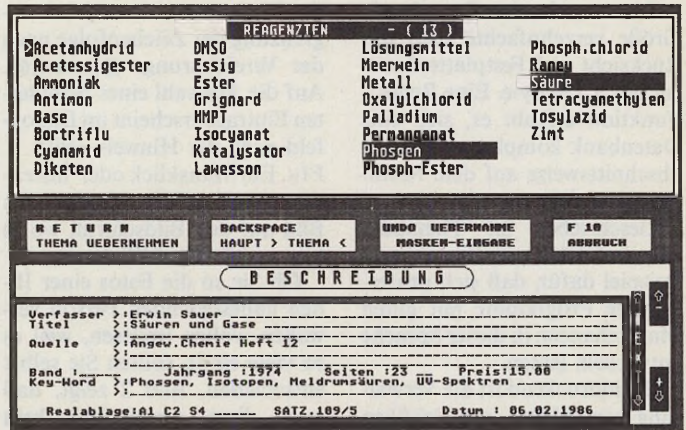 REAGENZIEN - ( 13 )
Acetanhydrid DMSO Lösungsmittel Phosph.chlorid
Acetessigester Essig Meerwein Raney
Ammoniak Ester Metall Säure
Antimon Grignard Oxalylchlorid Tetracyanethylen
Base HMPT Palladium Tosylazid
Bortriflu Isocyanat Permanganat Zimt
Cyanamid Katalysator Phosgen
Diketen Lawesson Phosph-Ester
R E T U R N BACKSPACE UNDO UEBERNAHME F 10
THEMA UEBERNEHMEN HAUPT > THEMA < MASKEN-EINGABE ABBRUCH
( B E S C H R E I B U N G )
Verfasser >:Erwin Sauer
Titel >:Säuren und Gase
Quelle >:Angew.Chemie Heft 12
Band:__ Jahrgang :1974 Seiten :23 __ Preis:15.00
Key-Word >:Phosgen, Isotopen, Meldrumsäuren, UV-Spektren
Realablage:A1 C2 S4 ____ SATZ.109/5 Datum : 06.02.1986
T E X T